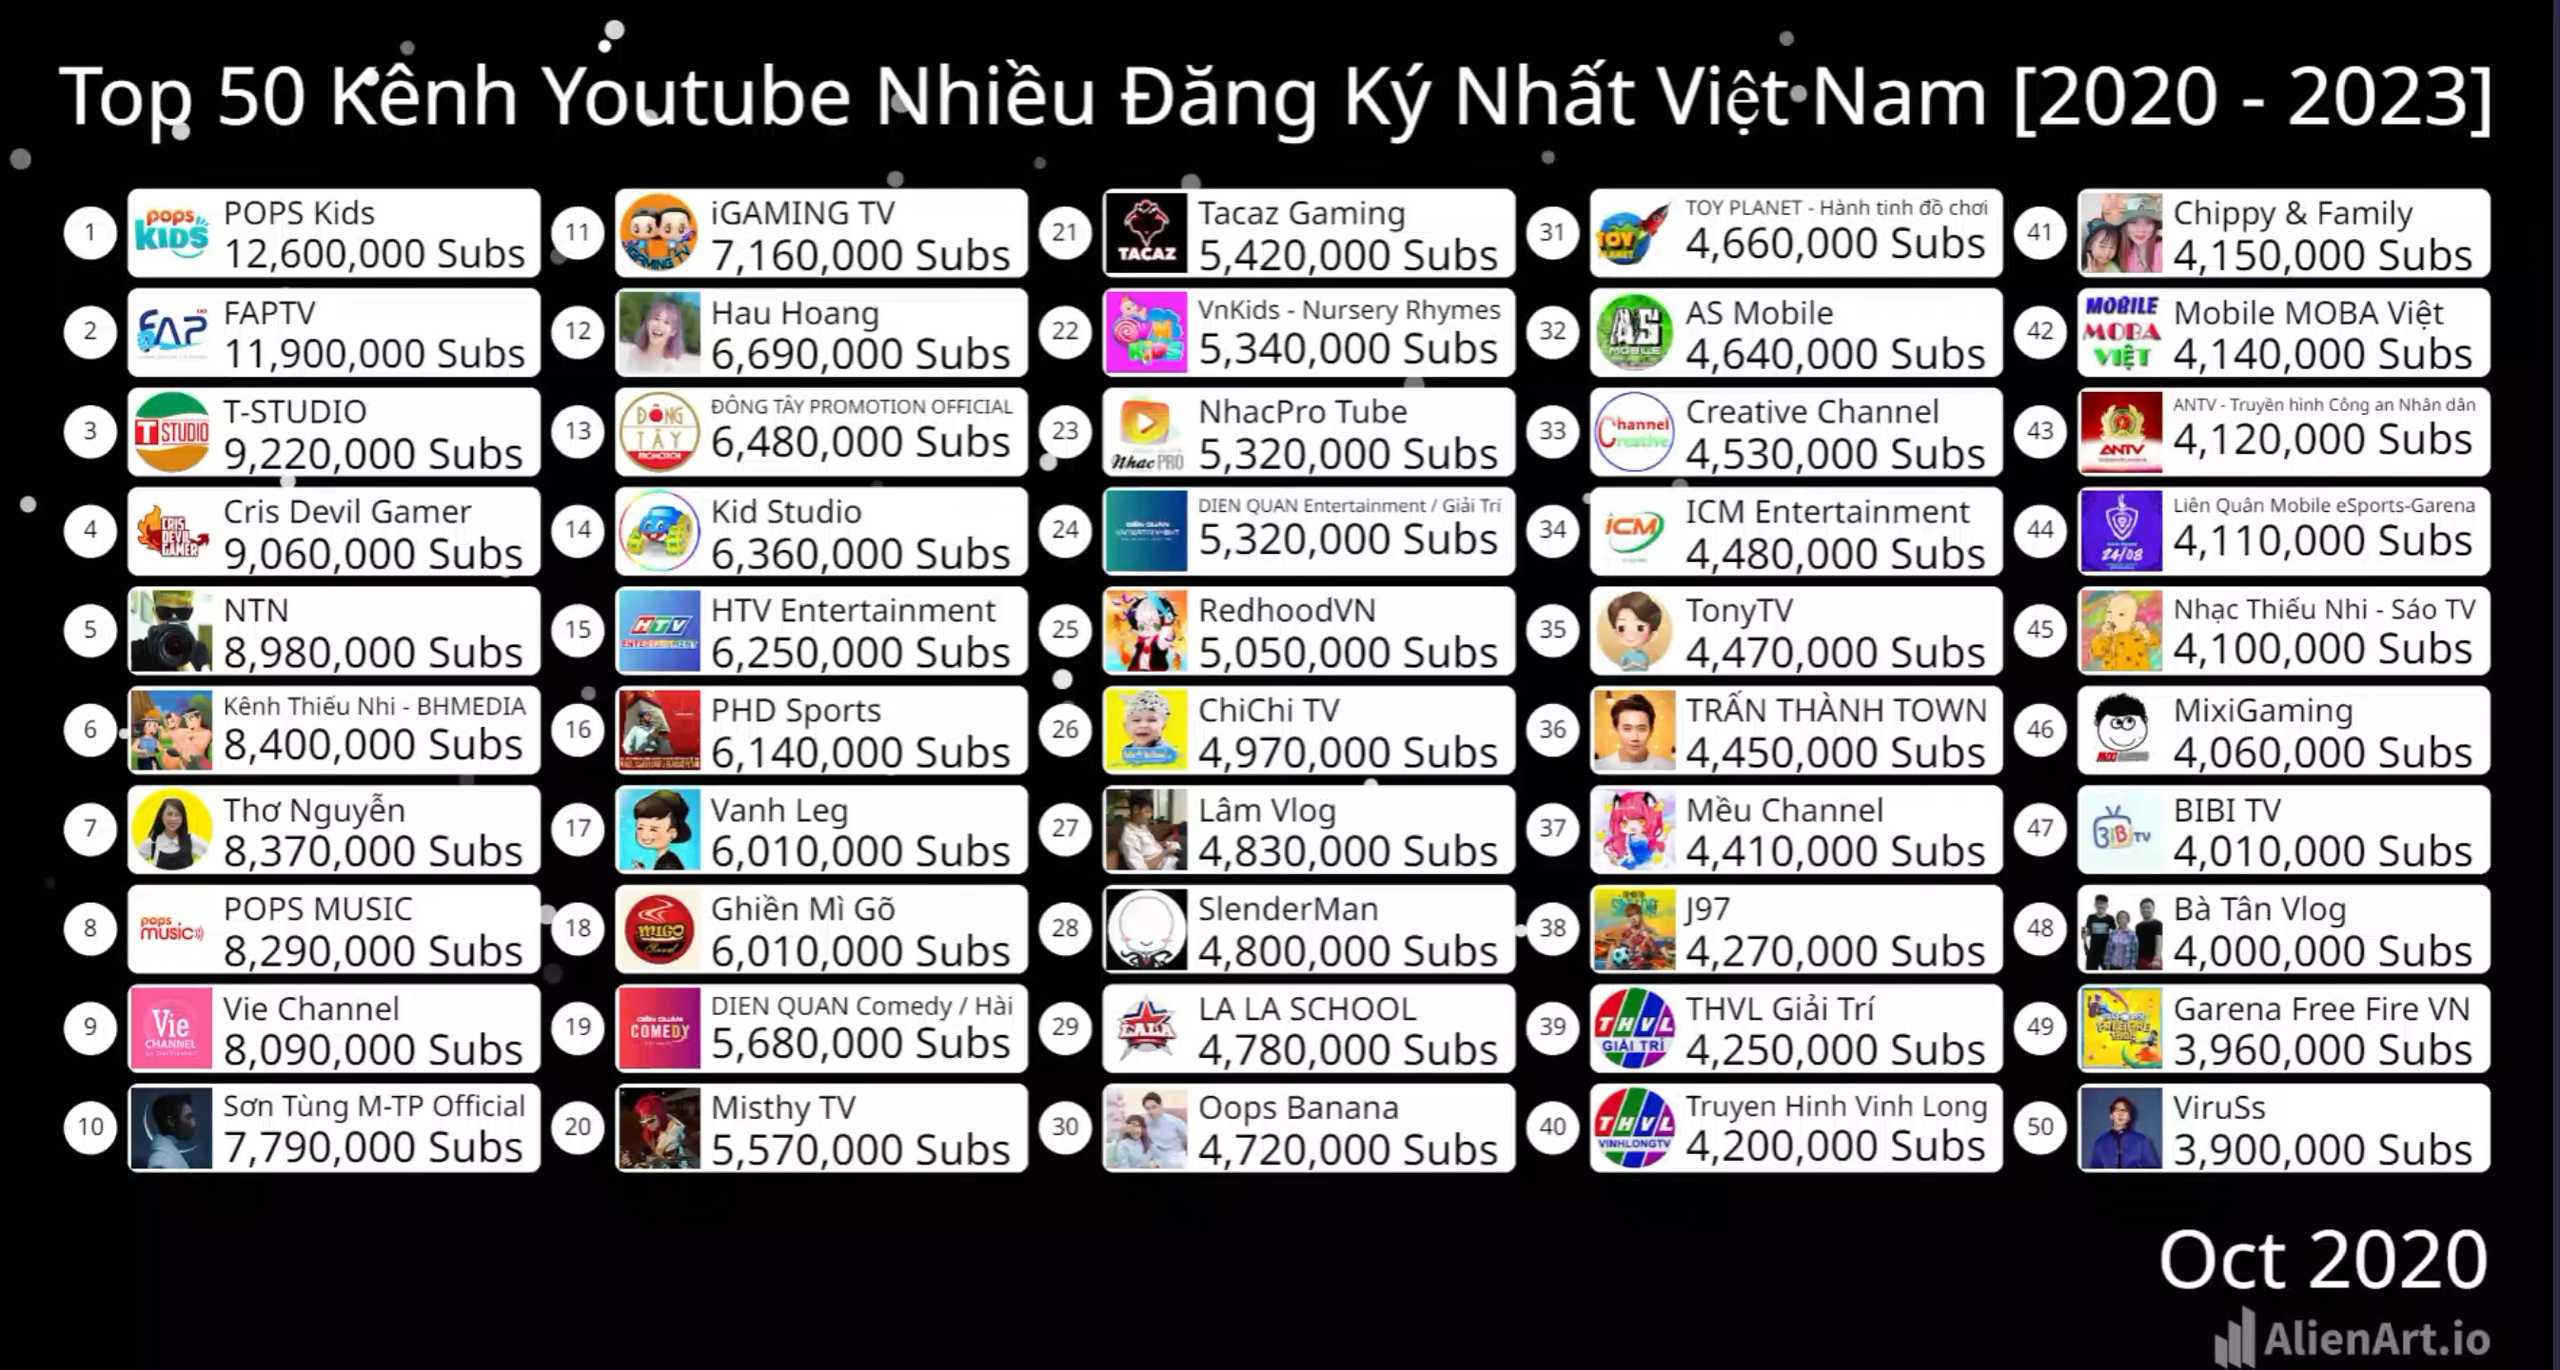 Top 50 Kênh Youtube Nhiều Đăng Ký Nhất Việt Nam [2020 - 2023]
1
POPS Kids
12,600,000 Subs
2
FAPTV
11,900,000 Subs
3
T-STUDIO
9,220,000 Subs
4
Cris Devil Gamer
9,060,000 Subs
5
NTN
8,980,000 Subs
6
Kênh Thiếu Nhi - BHMEDIA
8,400,000 Subs
7
Thơ Nguyễn
8,370,000 Subs
8
POPS MUSIC
8,290,000 Subs
9
Vie Channel
8,090,000 Subs
10
Sơn Tùng M-TP Official
7,790,000 Subs
11
iGAMING TV
7,160,000 Subs
12
Hau Hoang
6,690,000 Subs
13
ĐÔNG TÂY PROMOTION OFFICIAL
6,480,000 Subs
14
Kid Studio
6,360,000 Subs
15
HTV Entertainment
6,250,000 Subs
16
PHD Sports
6,140,000 Subs
17
Vanh Leg
6,010,000 Subs
18
Ghiền Mì Gõ
6,010,000 Subs
19
DIEN QUAN Comedy / Hài
5,680,000 Subs
20
Misthy TV
5,570,000 Subs
21
Tacaz Gaming
5,420,000 Subs
22
VnKids - Nursery Rhymes
5,340,000 Subs
23
NhacPro Tube
5,320,000 Subs
24
DIEN QUAN Entertainment / Giải Trí
5,320,000 Subs
25
RedhoodVN
5,050,000 Subs
26
ChiChi TV
4,970,000 Subs
27
Lâm Vlog
4,830,000 Subs
28
SlenderMan
4,800,000 Subs
29
LA LA SCHOOL
4,780,000 Subs
30
Oops Banana
4,720,000 Subs
31
TOY PLANET - Hành tinh đồ chơi
4,660,000 Subs
32
AS Mobile
4,640,000 Subs
33
Creative Channel
4,530,000 Subs
34
ICM Entertainment
4,480,000 Subs
35
TonyTV
4,470,000 Subs
36
TRẤN THÀNH TOWN
4,450,000 Subs
37
Mều Channel
4,410,000 Subs
38
J97
4,270,000 Subs
39
THVL Giải Trí
4,250,000 Subs
40
Truyen Hinh Vinh Long
4,200,000 Subs
41
Chippy & Family
4,150,000 Subs
42
Mobile MOBA Việt
4,140,000 Subs
43
ANTV - Truyền hình Công an Nhân dân
4,120,000 Subs
44
Liên Quân Mobile eSports-Garena
4,110,000 Subs
45
Nhạc Thiếu Nhi - Sáo TV
4,100,000 Subs
46
MixiGaming
4,060,000 Subs
47
BIBI TV
4,010,000 Subs
48
Bà Tân Vlog
4,000,000 Subs
49
Garena Free Fire VN
3,960,000 Subs
50
ViruSs
3,900,000 Subs
Oct 2020
AlienArt.io